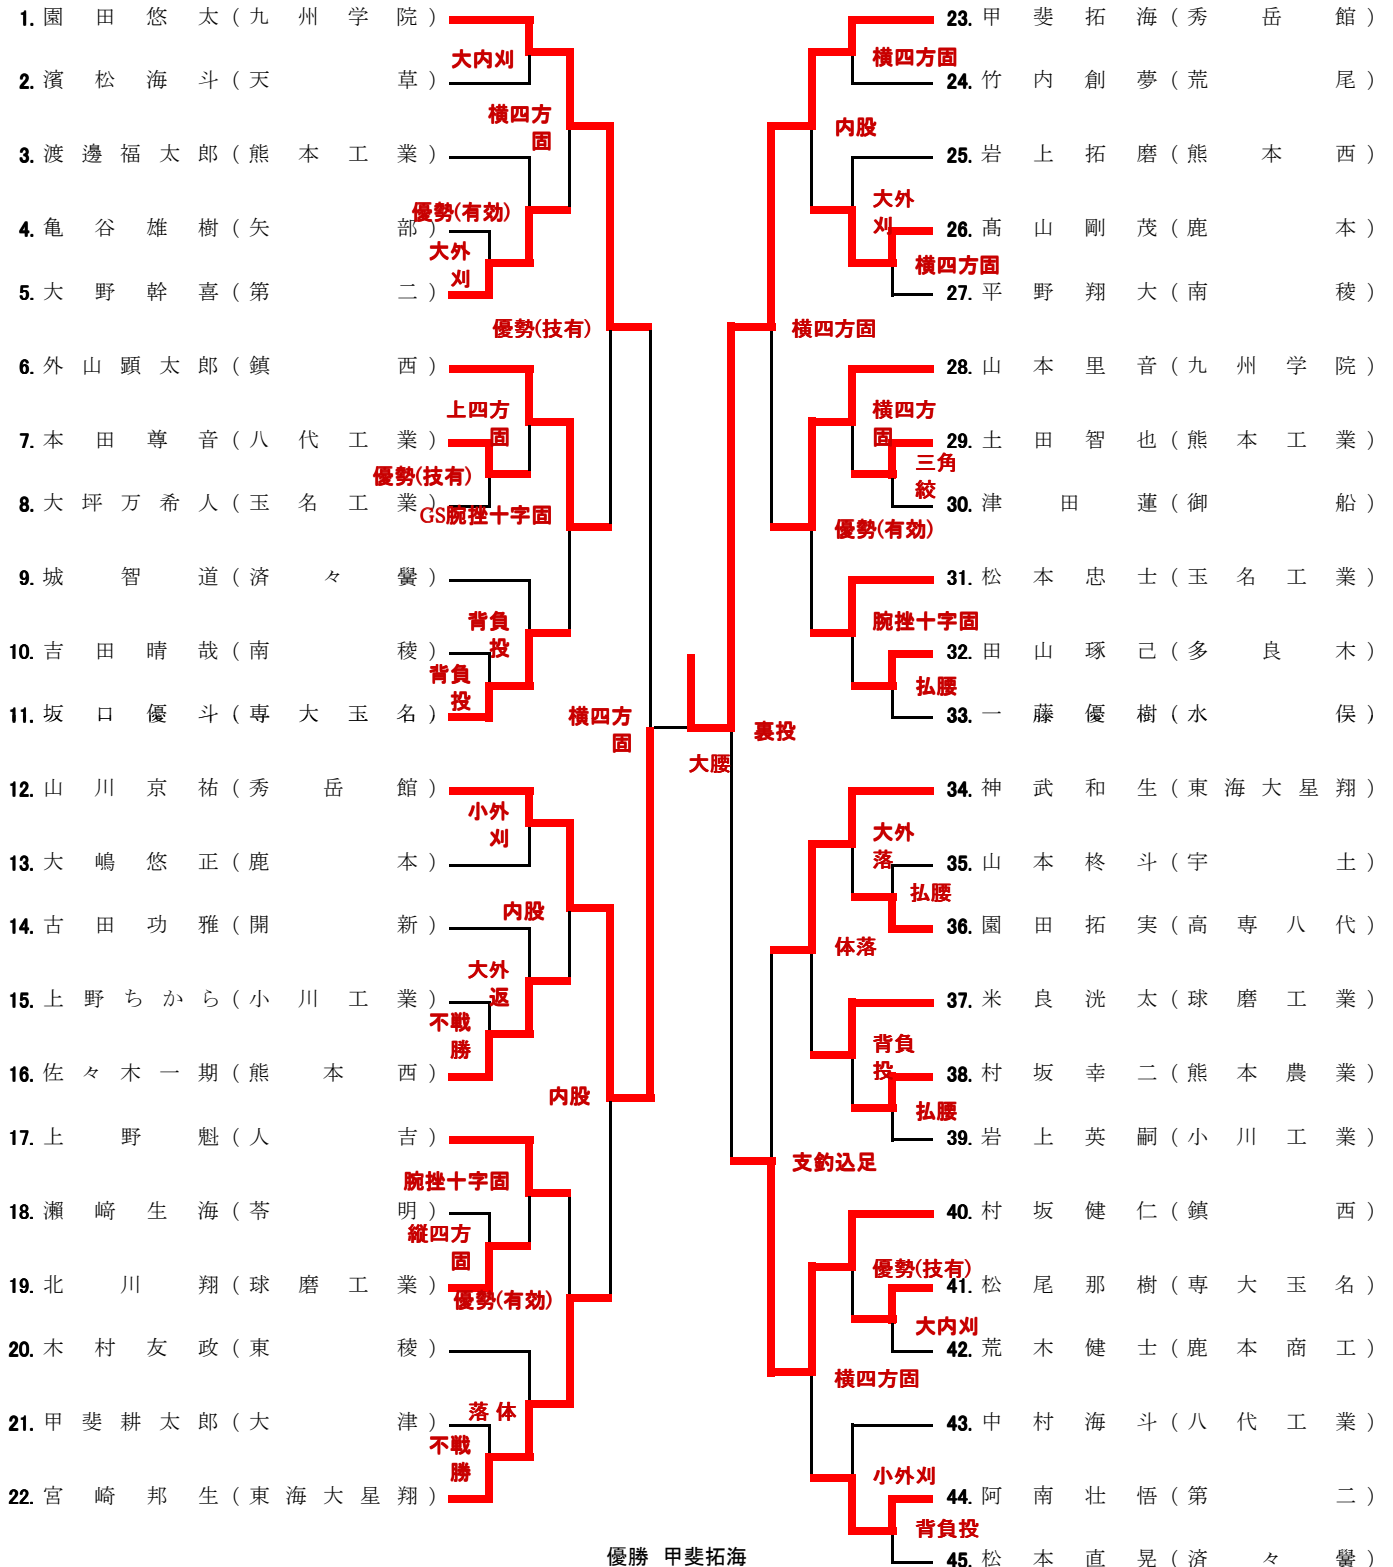 1. 園田悠太(九州学院)
大内刈
2. 濱松海斗(天草)
横四方固
3. 渡邊福太郎(熊本工業)
優勢(有効)
4. 亀谷雄樹(矢部)
大外刈
5. 大野幹喜(第二)
優勢(技有)
6. 外山顕太郎(鎮西)
上四方固
7. 本田尊音(八代工業)
優勢(技有)
8. 大坪万希人(玉名工業)
GS腕挫十字固
9. 城智道(済々黌)
背負投
10. 吉田晴哉(南稜)
背負投
11. 坂口優斗(専大玉名)
横四方固
12. 山川京祐(秀岳館)
小外刈
13. 大嶋悠正(鹿本)
内股
14. 古田功雅(開新)
大外返
15. 上野ちから(小川工業)
不戦勝
16. 佐々木一期(熊本西)
内股
17. 上野魁(人吉)
腕挫十字固
18. 瀬﨑生海(苓明)
縦四方固
19. 北川翔(球磨工業)
優勢(有効)
20. 木村友政(東稜)
落体
21. 甲斐耕太郎(大津)
不戦勝
22. 宮崎邦生(東海大星翔)
大腰
裏投
23. 甲斐拓海(秀岳館)
横四方固
24. 竹内創夢(荒尾)
内股
25. 岩上拓磨(熊本西)
大外刈
26. 髙山剛茂(鹿本)
横四方固
27. 平野翔大(南稜)
横四方固
28. 山本里音(九州学院)
横四方固
29. 土田智也(熊本工業)
三角絞
30. 津田蓮(御船)
優勢(有効)
31. 松本忠士(玉名工業)
腕挫十字固
32. 田山琢己(多良木)
払腰
33. 一藤優樹(水俣)
34. 神武和生(東海大星翔)
大外落
35. 山本柊斗(宇土)
払腰
36. 園田拓実(高専八代)
体落
37. 米良洸太(球磨工業)
背負投
38. 村坂幸二(熊本農業)
払腰
39. 岩上英嗣(小川工業)
支釣込足
40. 村坂健仁(鎮西)
優勢(技有)
41. 松尾那樹(専大玉名)
大内刈
42. 荒木健士(鹿本商工)
横四方固
43. 中村海斗(八代工業)
小外刈
44. 阿南壮悟(第二)
背負投
45. 松本直晃(済々黌)
優勝 甲斐拓海